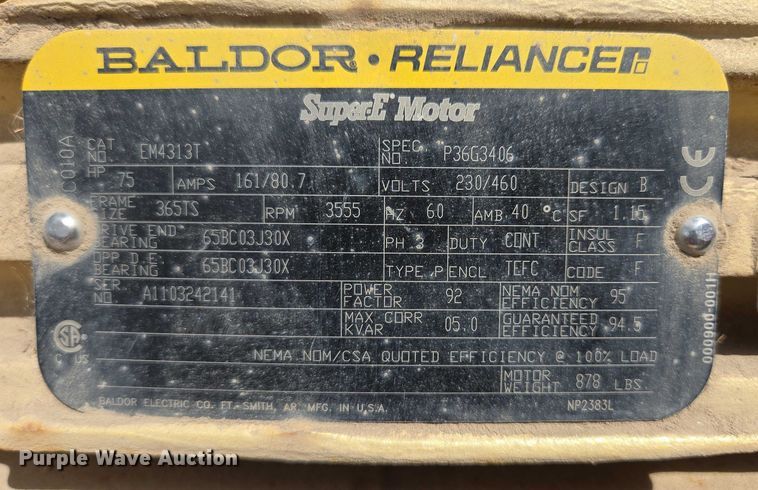 BALDOR · RELIANCE
Super-E Motor
CAT. NO. EM4313T SPEC. NO. P36G3406
HP 75 AMPS 161/80.7 VOLTS 230/460 DESIGN B
FRAME SIZE 365TS RPM 3555 HZ 60 AMB 40 °C SF 1.15
DRIVE END BEARING 65BC03J30X PH 3 DUTY CONT INSUL CLASS F
OPP D.E. BEARING 65BC03J30X TYPE P ENCL TEFC CODE F
SER. NO. A1103242141 POWER FACTOR 92 NEMA NOM EFFICIENCY 95
MAX CORR KVAR 05.0 GUARANTEED EFFICIENCY 94.5
NEMA NOM/CSA QUOTED EFFICIENCY @ 100% LOAD
MOTOR WEIGHT 878 LBS.
BALDOR ELECTRIC CO. FT. SMITH, AR. MFG. IN U.S.A. NP2383L
C010A
CE
000900-001H
C US
Purple Wave Auction